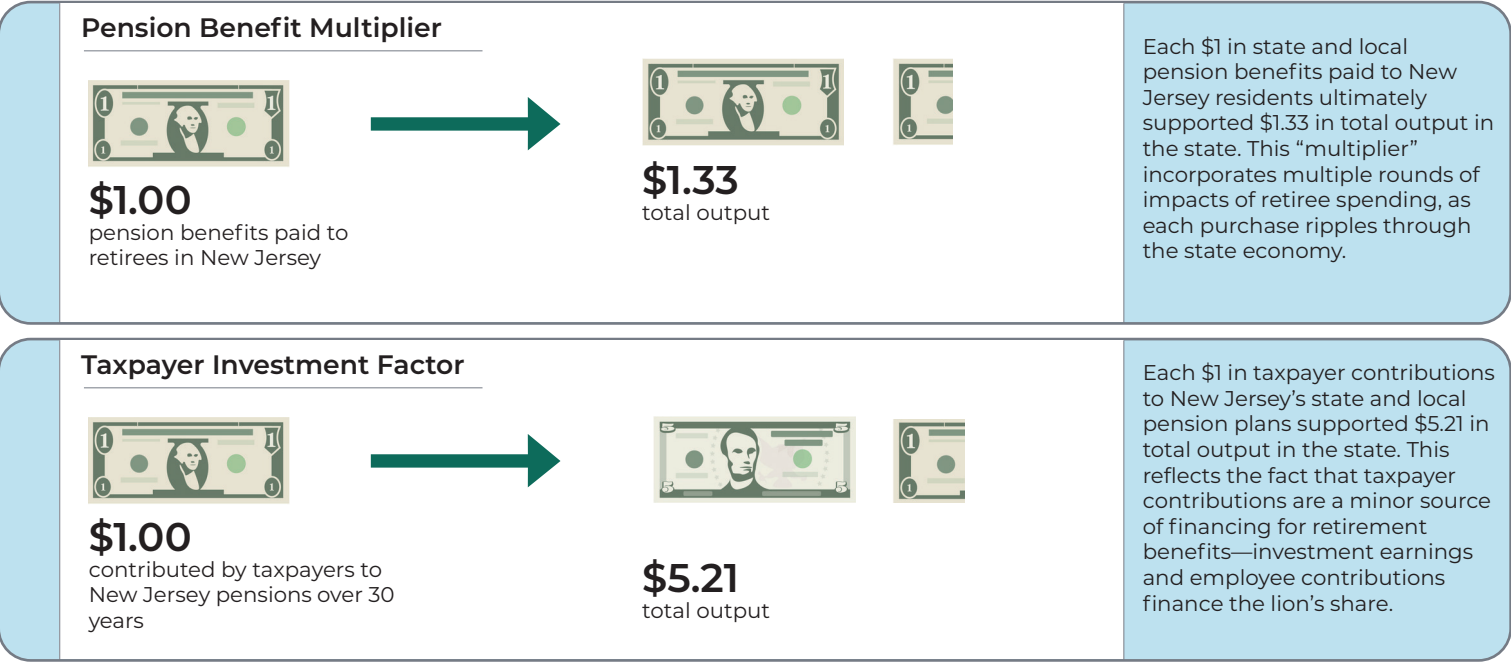 Pension Benefit Multiplier
$1.00
pension benefits paid to
retirees in New Jersey
$1.33
total output
Each $1 in state and local
pension benefits paid to New
Jersey residents ultimately
supported $1.33 in total output in
the state. This “multiplier”
incorporates multiple rounds of
impacts of retiree spending, as
each purchase ripples through
the state economy.
Taxpayer Investment Factor
$1.00
contributed by taxpayers to
New Jersey pensions over 30
years
$5.21
total output
Each $1 in taxpayer contributions
to New Jersey’s state and local
pension plans supported $5.21 in
total output in the state. This
reflects the fact that taxpayer
contributions are a minor source
of financing for retirement
benefits—investment earnings
and employee contributions
finance the lion’s share.